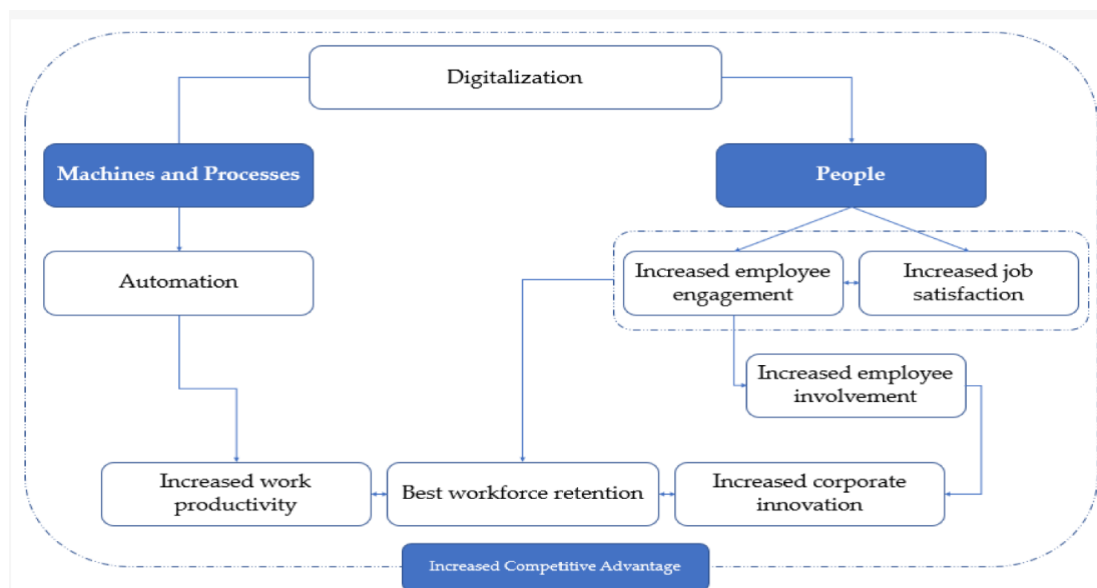 Digitalization
Machines and Processes
People
Automation
Increased employee
engagement
Increased job
satisfaction
Increased employee
involvement
Increased work
productivity
Best workforce retention
Increased corporate
innovation
Increased Competitive Advantage